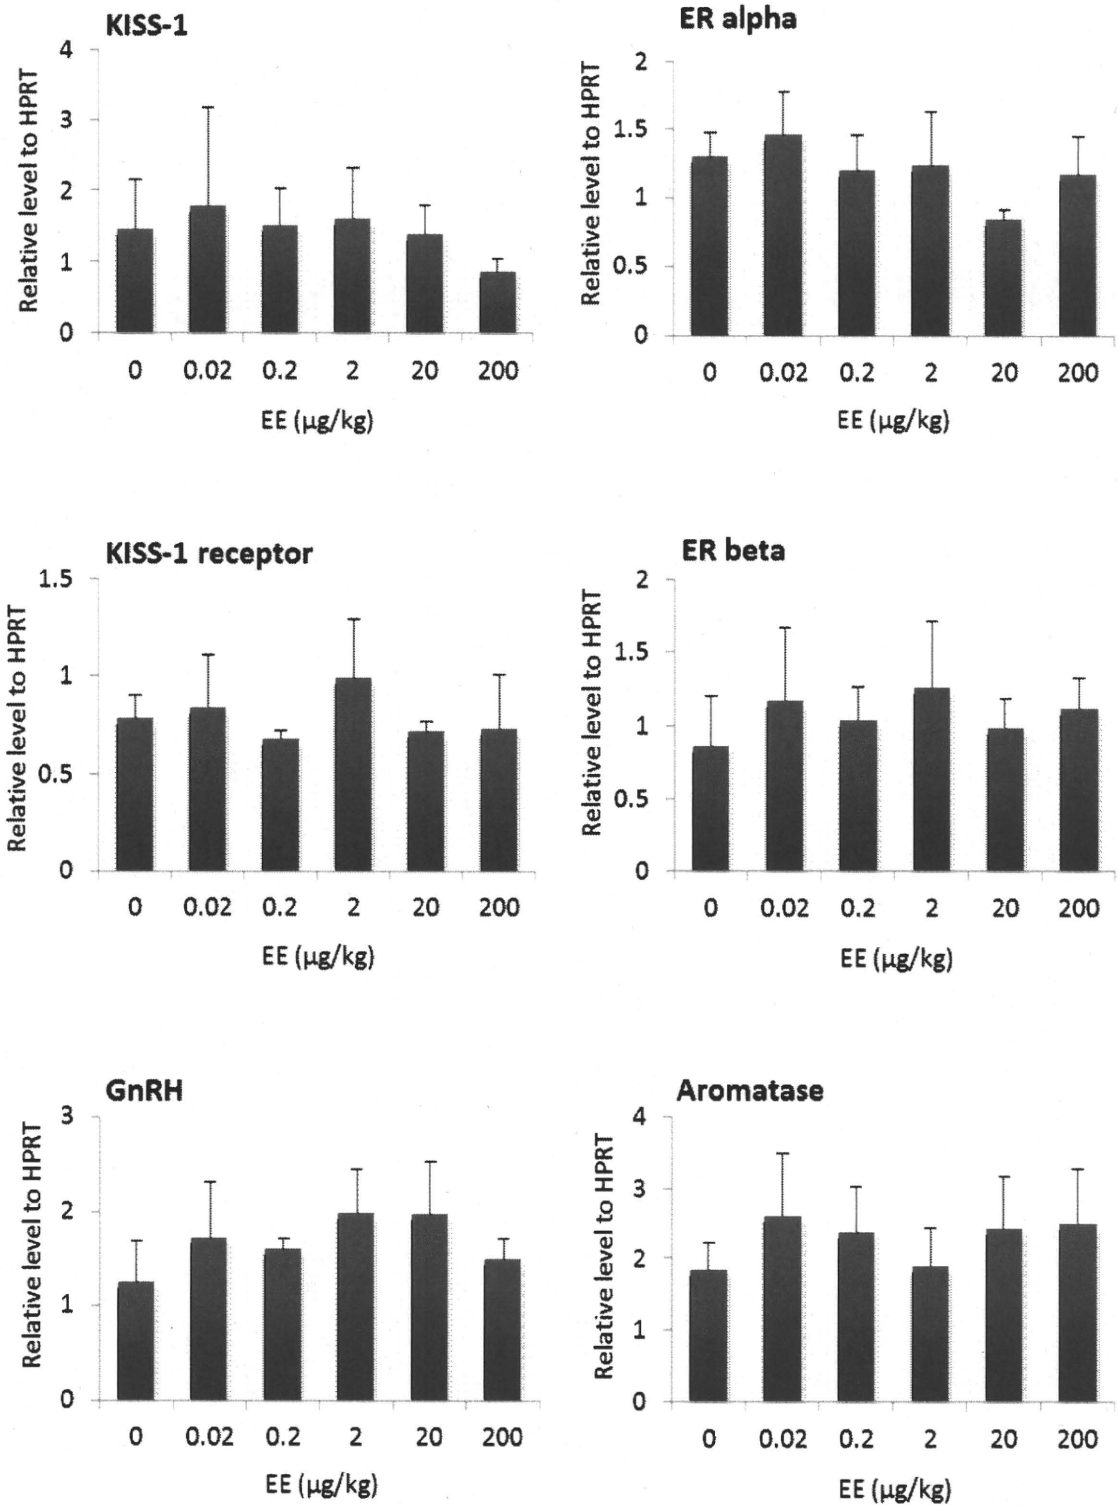 KISS-1
Relative level to HPRT
4
3
2
1
0
0 0.02 0.2 2 20 200
EE (µg/kg)
ER alpha
Relative level to HPRT
2
1.5
1
0.5
0
0 0.02 0.2 2 20 200
EE (µg/kg)
KISS-1 receptor
Relative level to HPRT
1.5
1
0.5
0
0 0.02 0.2 2 20 200
EE (µg/kg)
ER beta
Relative level to HPRT
2
1.5
1
0.5
0
0 0.02 0.2 2 20 200
EE (µg/kg)
GnRH
Relative level to HPRT
3
2
1
0
0 0.02 0.2 2 20 200
EE (µg/kg)
Aromatase
Relative level to HPRT
4
3
2
1
0
0 0.02 0.2 2 20 200
EE (µg/kg)